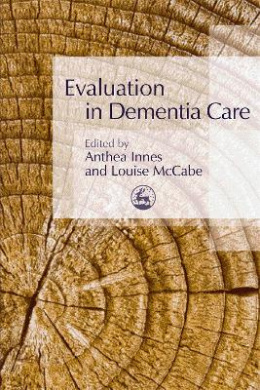 Evaluation
in Dementia Care
Edited by
Anthea Innes
and Louise McCabe